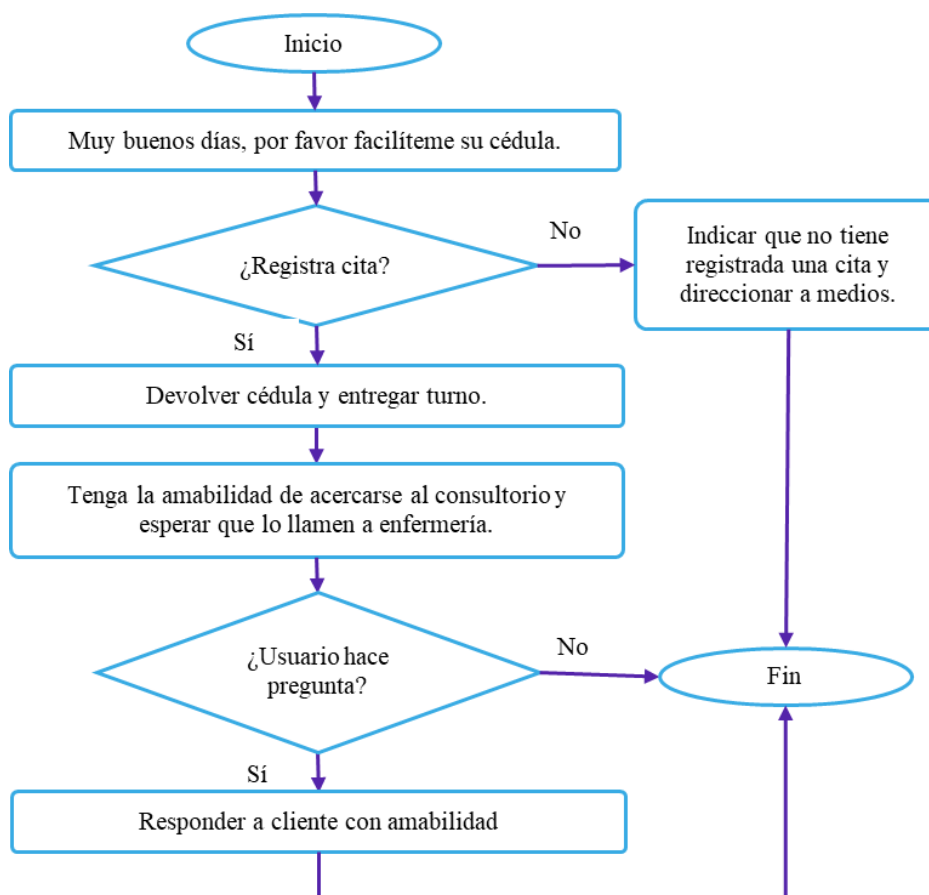 Inicio
Muy buenos días, por favor facilíteme su cédula.
¿Registra cita?
No
Indicar que no tiene
registrada una cita y
direccionar a medios.
Sí
Devolver cédula y entregar turno.
Tenga la amabilidad de acercarse al consultorio y
esperar que lo llamen a enfermería.
¿Usuario hace
pregunta?
No
Fin
Sí
Responder a cliente con amabilidad